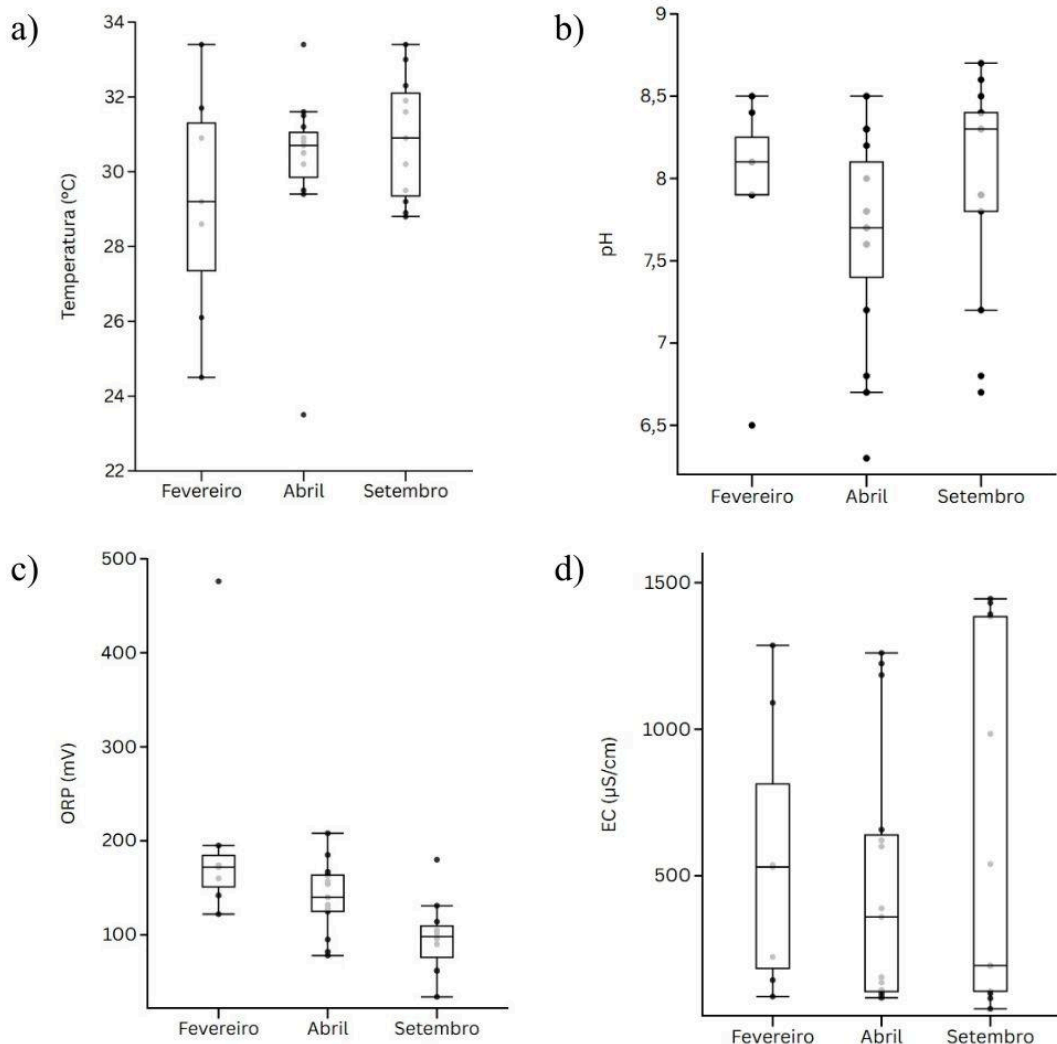 a)
Temperatura (ºC)
34
32
30
28
26
24
22
Fevereiro Abril Setembro
b)
pH
9
8,5
8
7,5
7
6,5
Fevereiro Abril Setembro
c)
ORP (mV)
500
400
300
200
100
Fevereiro Abril Setembro
d)
EC (µS/cm)
1500
1000
500
Fevereiro Abril Setembro